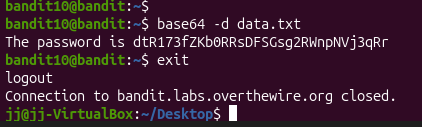 bandit10@bandit:~$
bandit10@bandit:~$ base64 -d data.txt
The password is dtR173fZKb0RRsDFSGsg2RWnpNVj3qRr
bandit10@bandit:~$ exit
logout
Connection to bandit.labs.overthewire.org closed.
jj@jj-VirtualBox:~/Desktop$